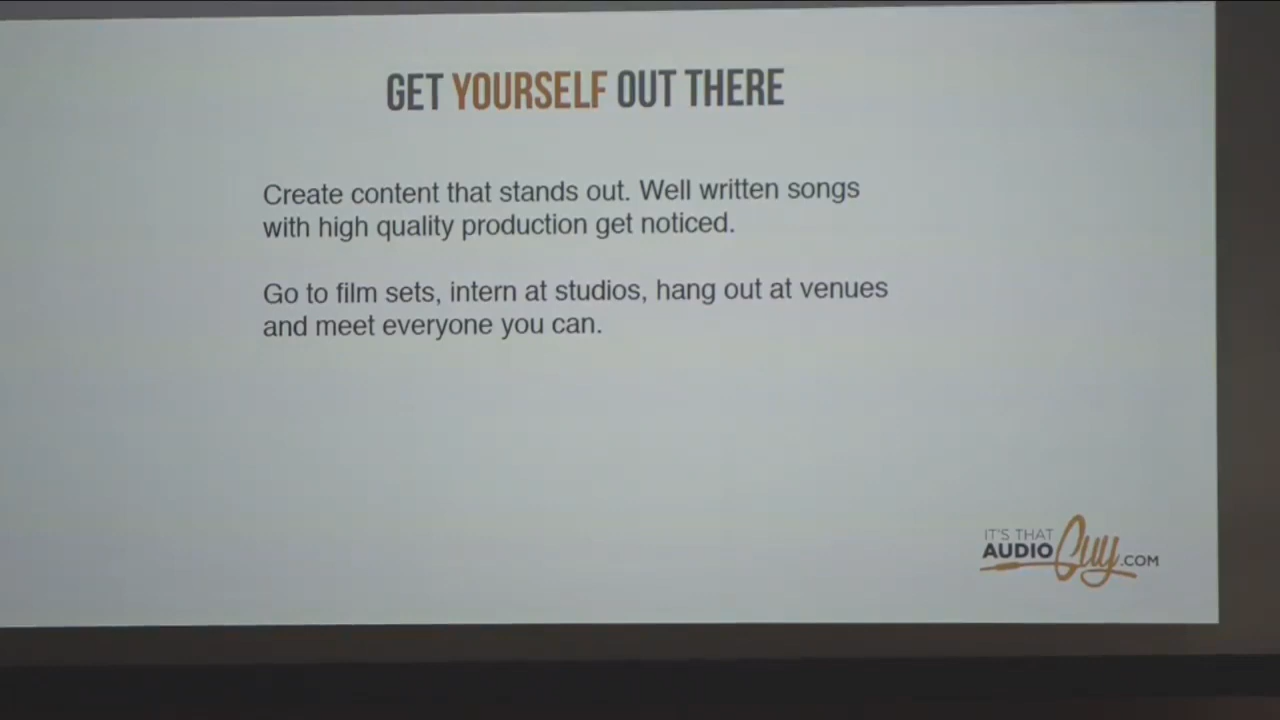 GET YOURSELF OUT THERE
Create content that stands out. Well written songs
with high quality production get noticed.
Go to film sets, intern at studios, hang out at venues
and meet everyone you can.
IT'S THAT
AUDIO Guy.COM